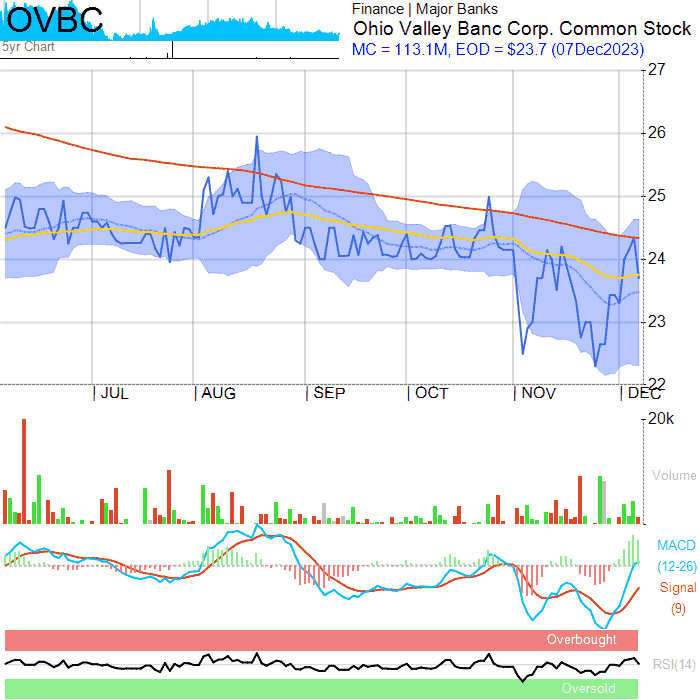 OVBC
5yr Chart
Finance | Major Banks
Ohio Valley Banc Corp. Common Stock
MC = 113.1M, EOD = $23.7 (07Dec2023)
27
26
25
24
23
22
JUL AUG SEP OCT NOV DEC
20k
Volume
MACD
(12-26)
Signal
(9)
Overbought
RSI(14)
Oversold